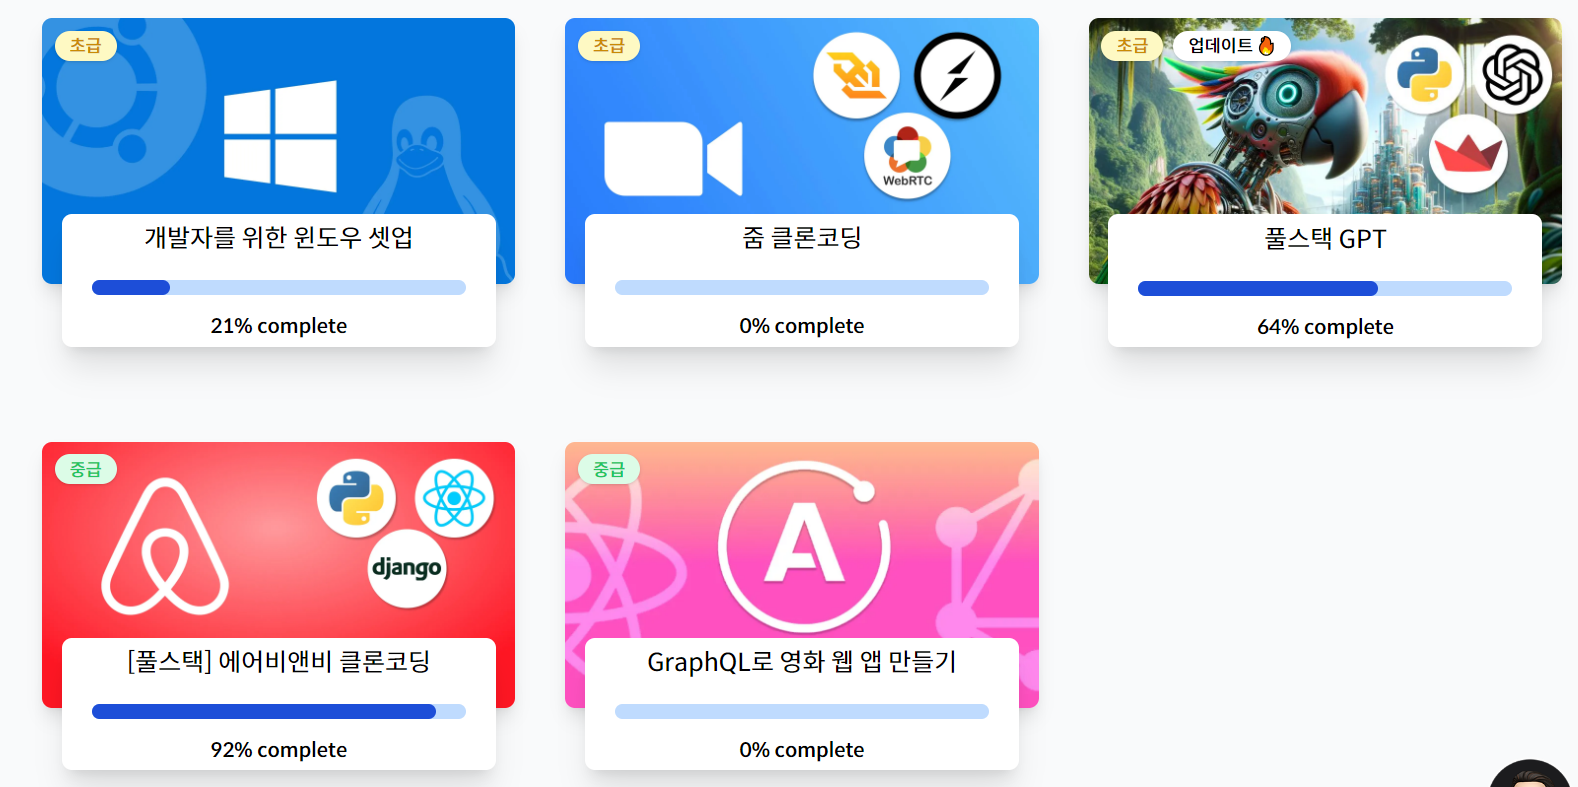 초급
개발자를 위한 윈도우 셋업
21% complete
초급
WebRTC
줌 클론코딩
0% complete
초급
업데이트🔥
풀스택 GPT
64% complete
중급
django
[풀스택] 에어비앤비 클론코딩
92% complete
중급
A
GraphQL로 영화 웹 앱 만들기
0% complete